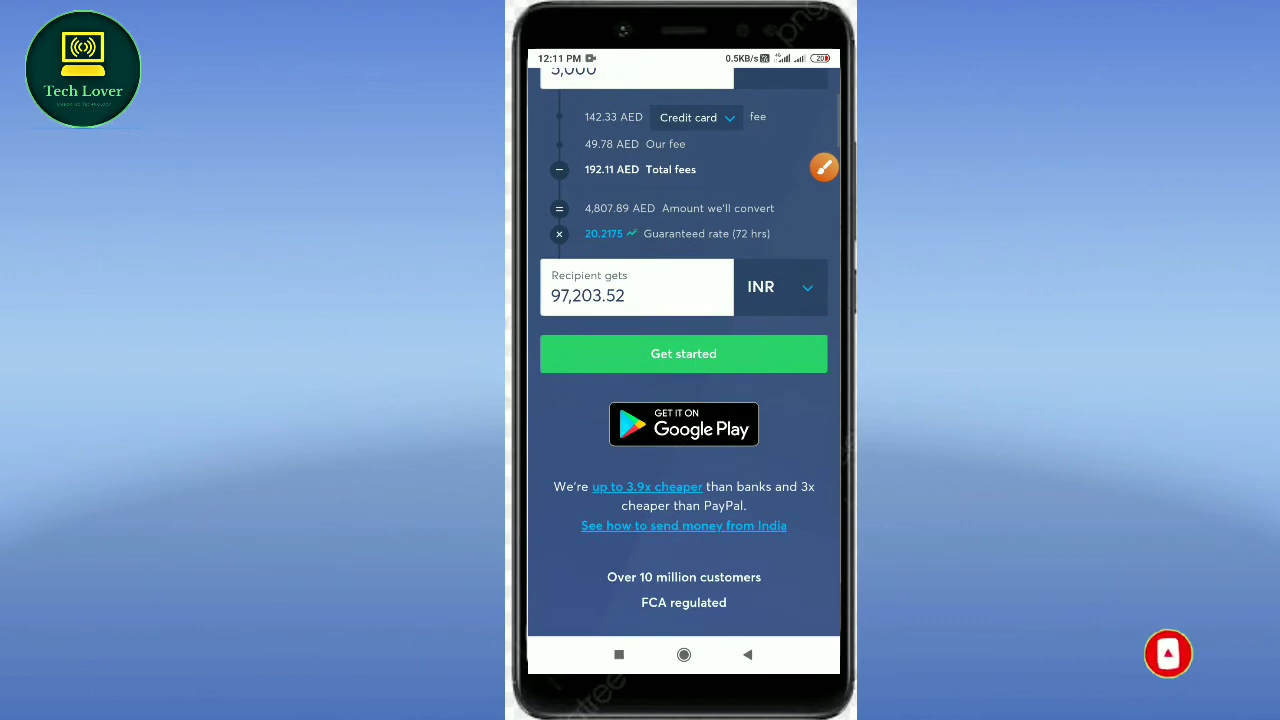 Tech Lover
12:11 PM
0.5KB/s
20
5,000
142.33 AED Credit card fee
49.78 AED Our fee
192.11 AED Total fees
4,807.89 AED Amount we'll convert
20.2175 Guaranteed rate (72 hrs)
Recipient gets
97,203.52
INR
Get started
GET IT ON
Google Play
We're up to 3.9x cheaper than banks and 3x
cheaper than PayPal.
See how to send money from India
Over 10 million customers
FCA regulated